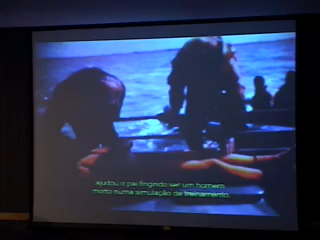 ajudou o pai fingindo ser um homem
morto numa simulação de treinamento.